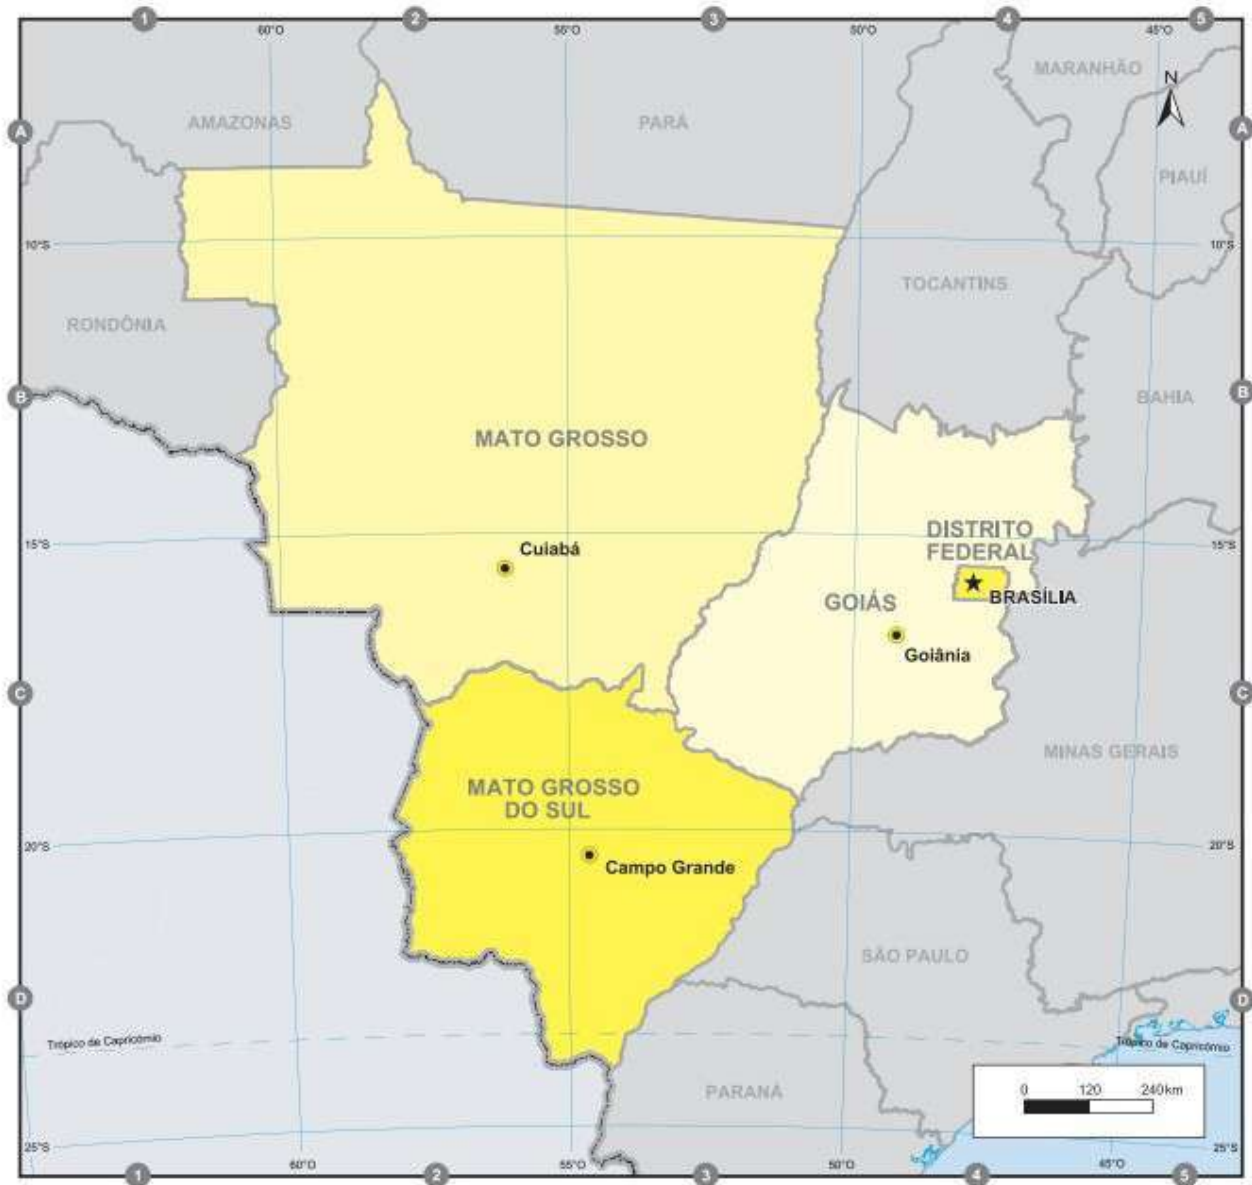 1 2 3 4 5
60°O 55°O 50°O 45°O
MARANHÃO
N
AMAZONAS
PARÁ
A
A
PIAUÍ
10°S
10°S
TOCANTINS
RONDÔNIA
B
B
BAHIA
MATO GROSSO
DISTRITO
FEDERAL
15°S
15°S
Cuiabá
BRASÍLIA
GOIÁS
Goiânia
C
C
MINAS GERAIS
MATO GROSSO
DO SUL
20°S
20°S
Campo Grande
SÃO PAULO
D
D
Trópico de Capricórnio
Trópico de Capricórnio
PARANÁ
0 120 240km
25°S
25°S
60°O 55°O 50°O 45°O
1 2 3 4 5